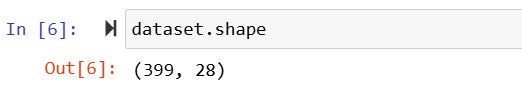 In [6]: dataset.shape
Out[6]: (399, 28)